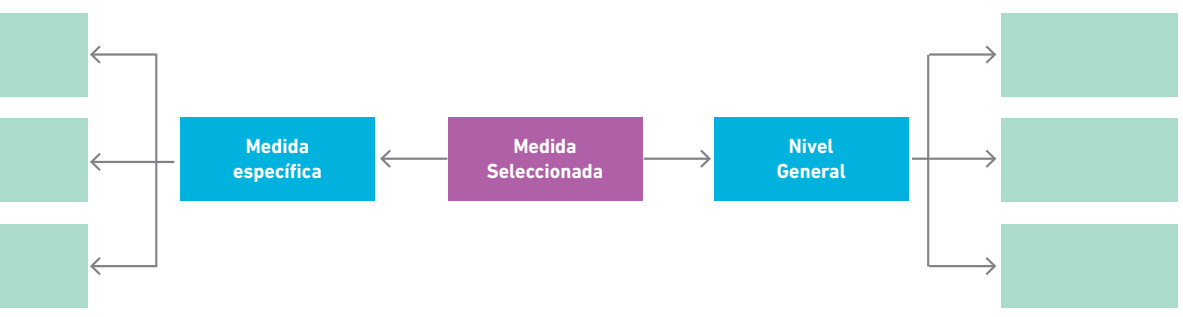 Medida
específica
Medida
Seleccionada
Nivel
General